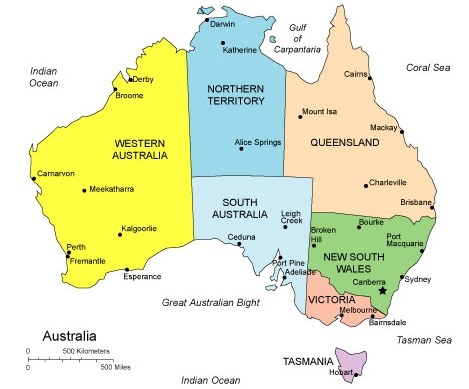 Darwin
Gulf
of
Carpantaria
Katherine
Indian
Ocean
Coral Sea
Derby
Cairns
NORTHERN
TERRITORY
Broome
Mount Isa
Mackay
WESTERN
AUSTRALIA
QUEENSLAND
Alice Springs
Carnarvon
Meekatharra
Charleville
SOUTH
AUSTRALIA
Brisbane
Leigh
Creek
Bourke
Kalgoorlie
Ceduna
Broken
Hill
Port
Macquarie
Perth
Fremantle
NEW SOUTH
WALES
Port Pine
Adeliade
Esperance
Canberra
Sydney
Great Australian Bight
VICTORIA
Melbourne
Bairnsdale
Australia
Tasman Sea
0 500 Kilometers
0 500 Miles
TASMANIA
Hobart
Indian Ocean